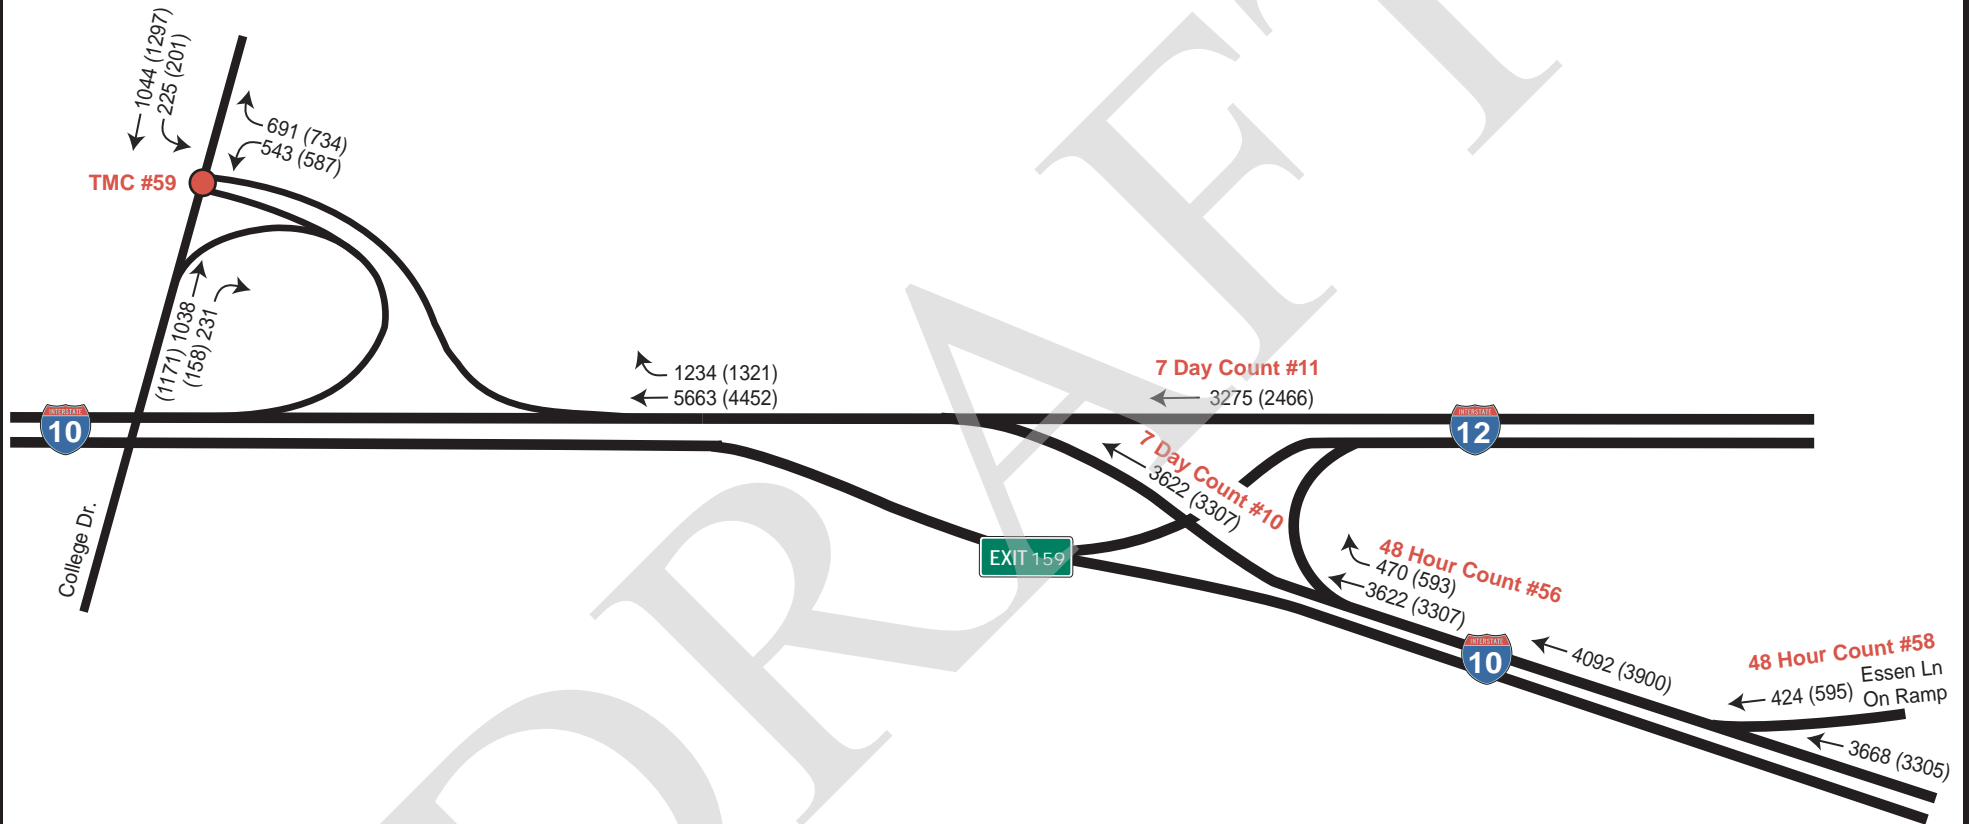 1044 (1297)
225 (201)
691 (734)
543 (587)
TMC #59
(1171) 1038
(158) 231
1234 (1321)
5663 (4452)
7 Day Count #11
3275 (2466)
INTERSTATE
10
INTERSTATE
12
7 Day Count #10
3622 (3307)
College Dr.
EXIT 159
48 Hour Count #56
470 (593)
3622 (3307)
INTERSTATE
10
4092 (3900)
48 Hour Count #58
Essen Ln
On Ramp
424 (595)
3668 (3305)
DRAFT